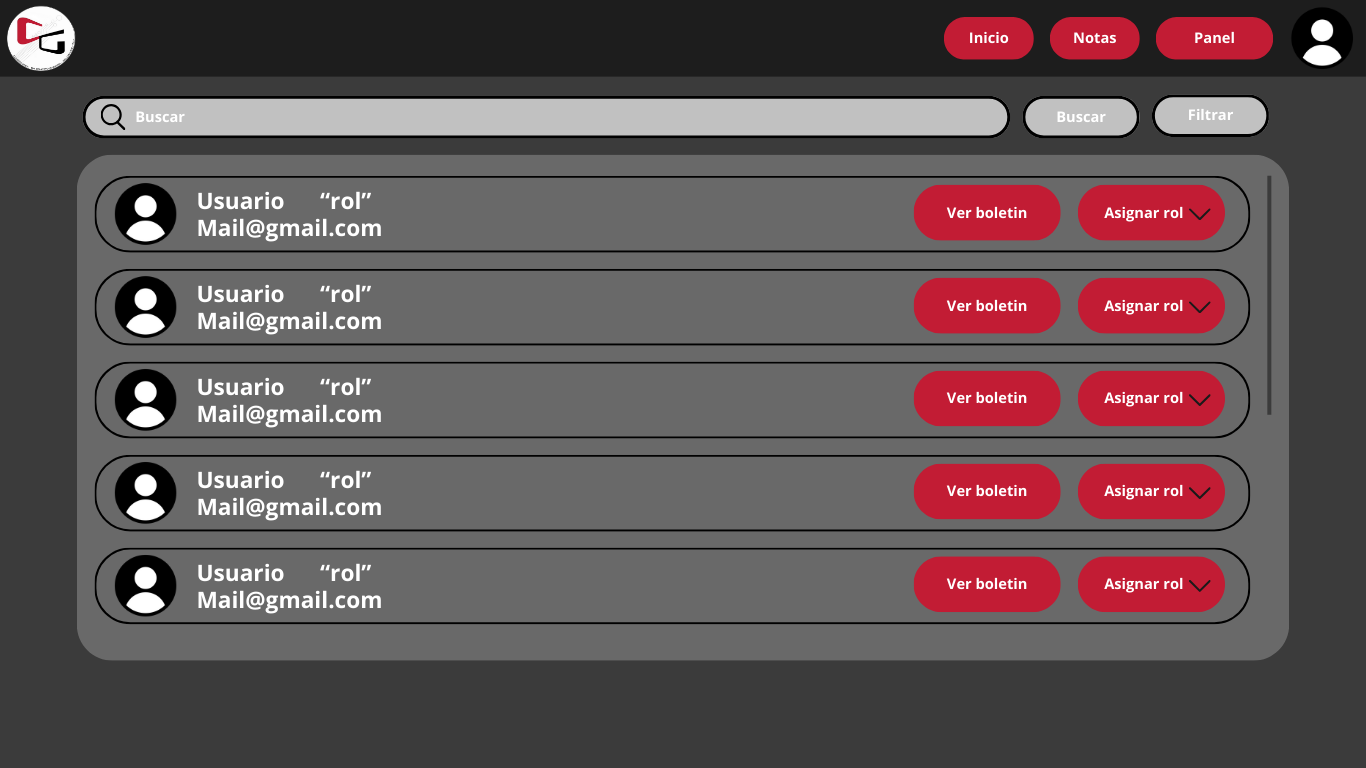 Inicio Notas Panel
Buscar Buscar Filtrar
Usuario “rol”
Mail@gmail.com
Ver boletin Asignar rol
Usuario “rol”
Mail@gmail.com
Ver boletin Asignar rol
Usuario “rol”
Mail@gmail.com
Ver boletin Asignar rol
Usuario “rol”
Mail@gmail.com
Ver boletin Asignar rol
Usuario “rol”
Mail@gmail.com
Ver boletin Asignar rol